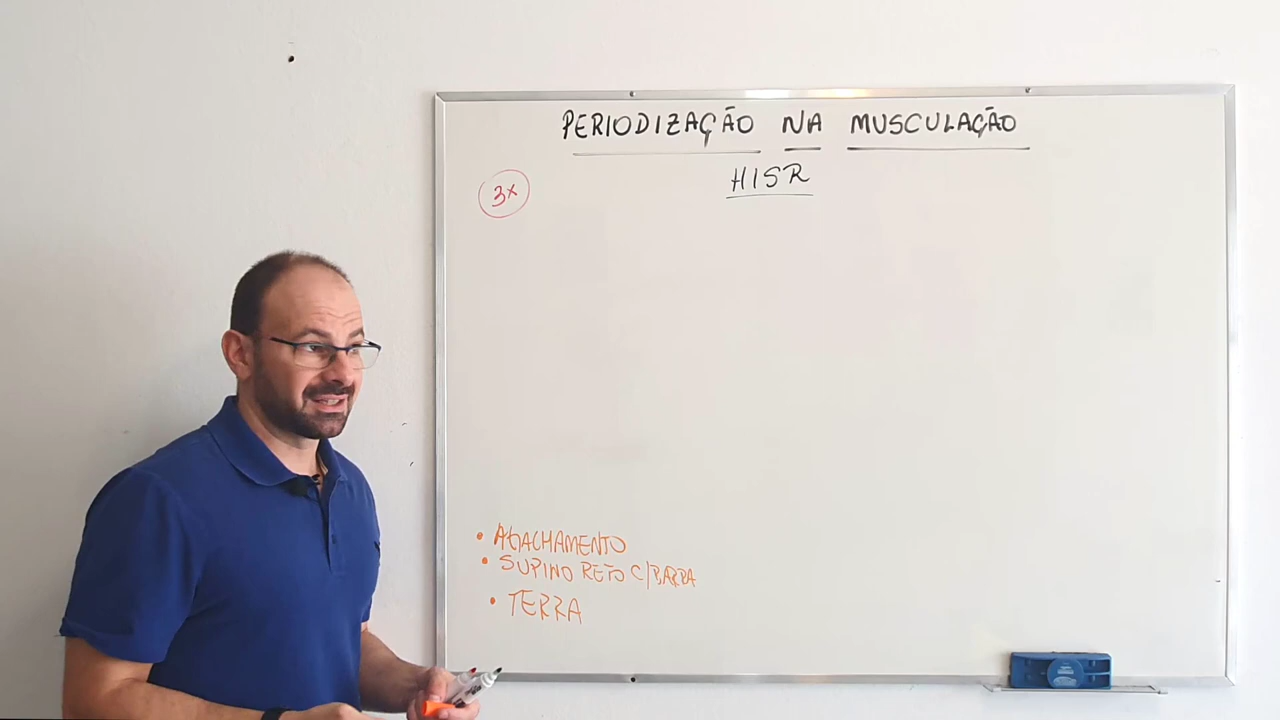 PERIODIZAÇÃO NA MUSCULAÇÃO
HISR
3x
• AGACHAMENTO
• SUPINO RETO C/BARRA
• TERRA